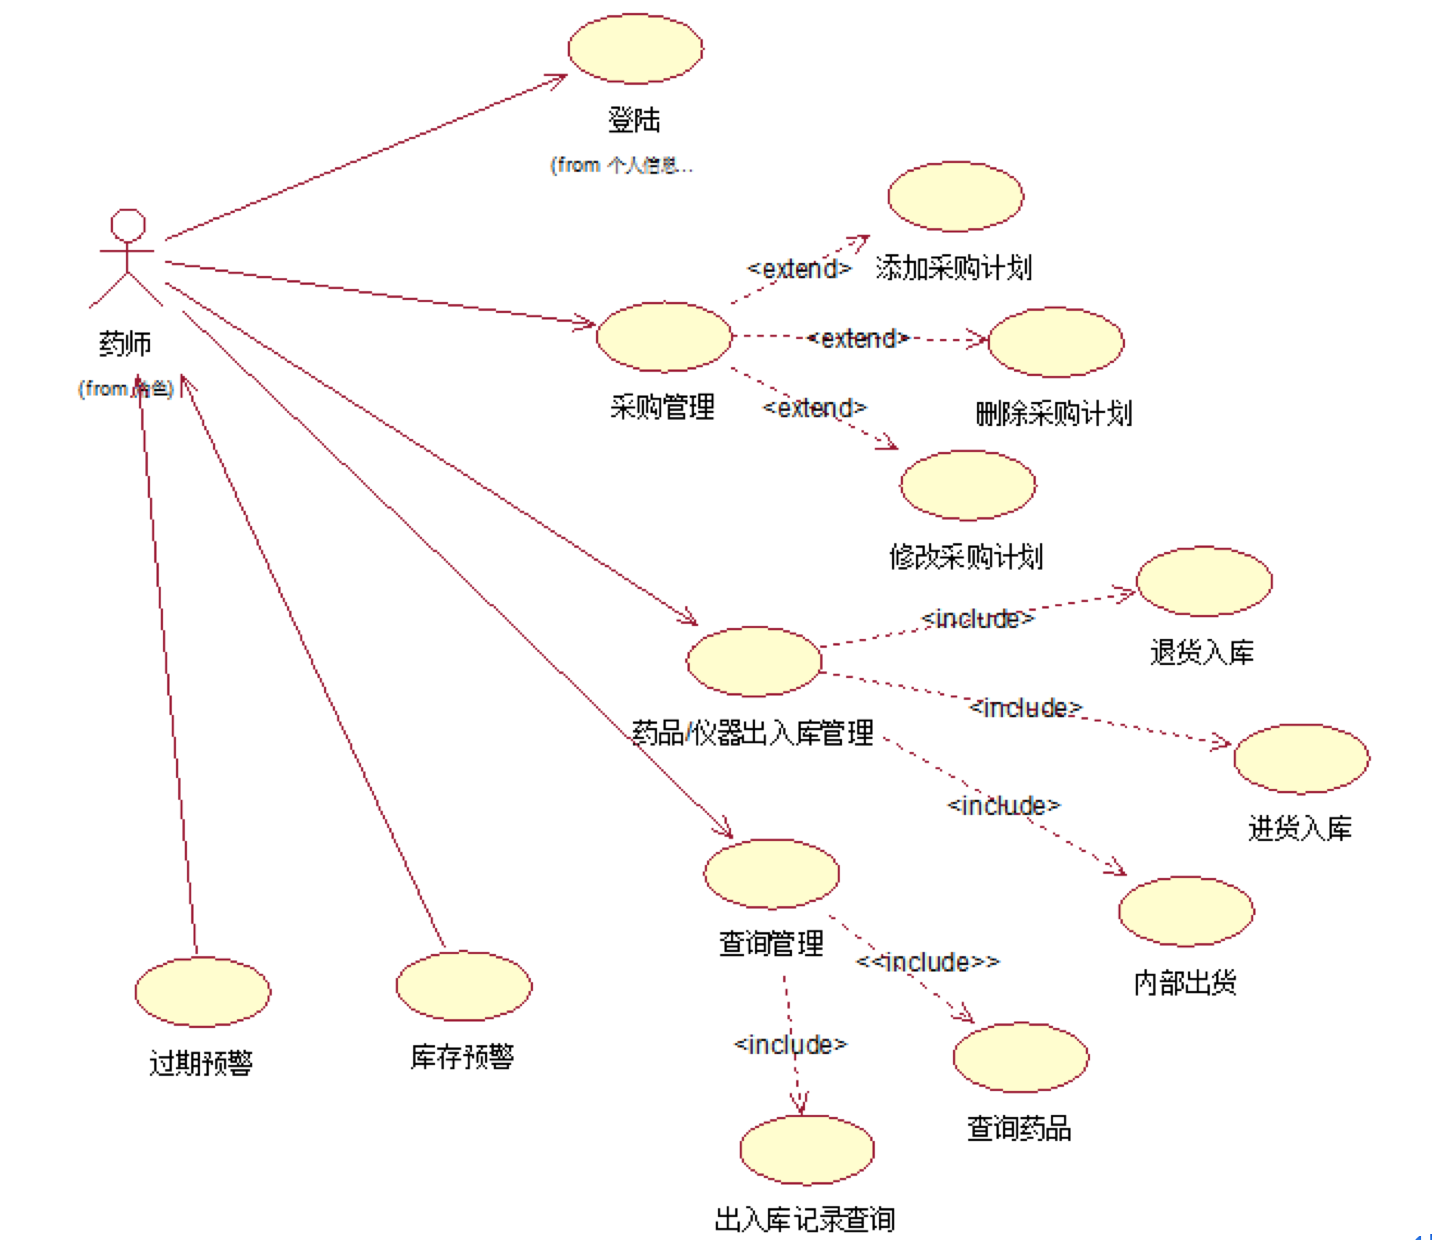 登陆
(from 个人信息...
<extend>
添加采购计划
药师
(from 角色)
<extend>
采购管理
<extend>
删除采购计划
修改采购计划
<include>
退货入库
<include>
药品/仪器出入库管理
<include>
进货入库
查询管理
<<include>>
内部出货
<include>
过期预警
库存预警
查询药品
出入库记录查询